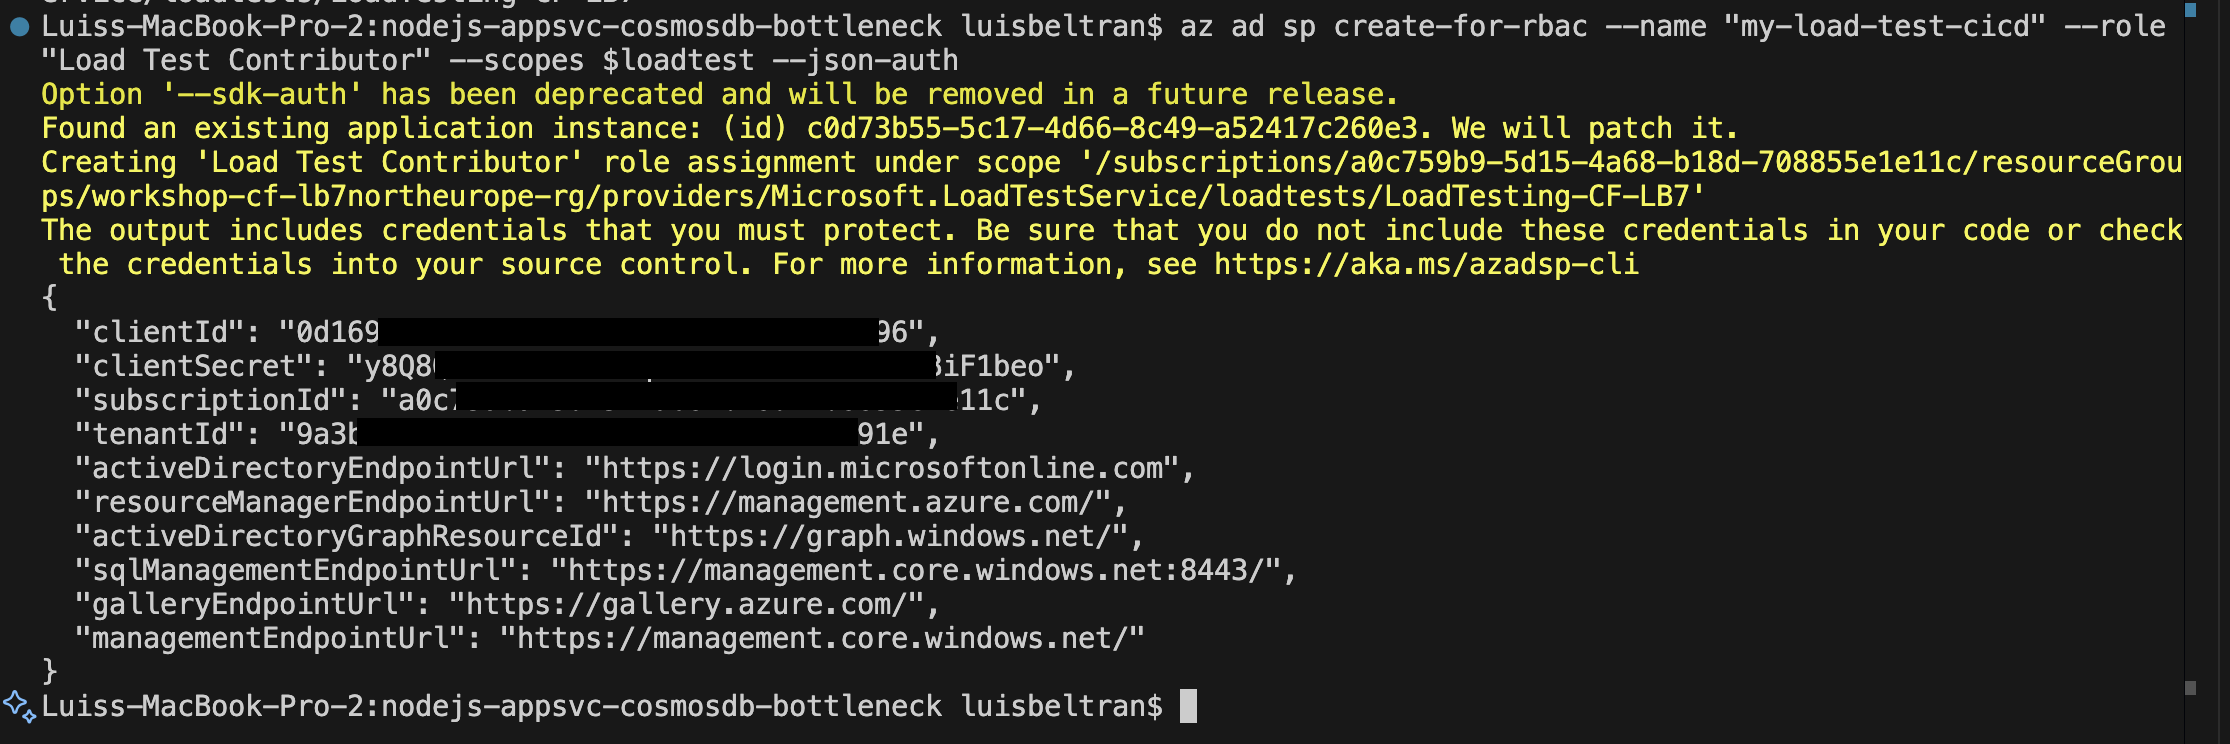 Luiss-MacBook-Pro-2:nodejs-appsvc-cosmosdb-bottleneck luisbeltran$ az ad sp create-for-rbac --name "my-load-test-cicd" --role
"Load Test Contributor" --scopes $loadtest --json-auth
Option '--sdk-auth' has been deprecated and will be removed in a future release.
Found an existing application instance: (id) c0d73b55-5c17-4d66-8c49-a52417c260e3. We will patch it.
Creating 'Load Test Contributor' role assignment under scope '/subscriptions/a0c759b9-5d15-4a68-b18d-708855e1e11c/resourceGrou
ps/workshop-cf-lb7northeurope-rg/providers/Microsoft.LoadTestService/loadtests/LoadTesting-CF-LB7'
The output includes credentials that you must protect. Be sure that you do not include these credentials in your code or check
the credentials into your source control. For more information, see https://aka.ms/azadsp-cli
{
"clientId": "0d169 96",
"clientSecret": "y8Q8 iF1beo",
"subscriptionId": "a0c 11c",
"tenantId": "9a3 91e",
"activeDirectoryEndpointUrl": "https://login.microsoftonline.com",
"resourceManagerEndpointUrl": "https://management.azure.com/",
"activeDirectoryGraphResourceId": "https://graph.windows.net/",
"sqlManagementEndpointUrl": "https://management.core.windows.net:8443/",
"galleryEndpointUrl": "https://gallery.azure.com/",
"managementEndpointUrl": "https://management.core.windows.net/"
}
Luiss-MacBook-Pro-2:nodejs-appsvc-cosmosdb-bottleneck luisbeltran$